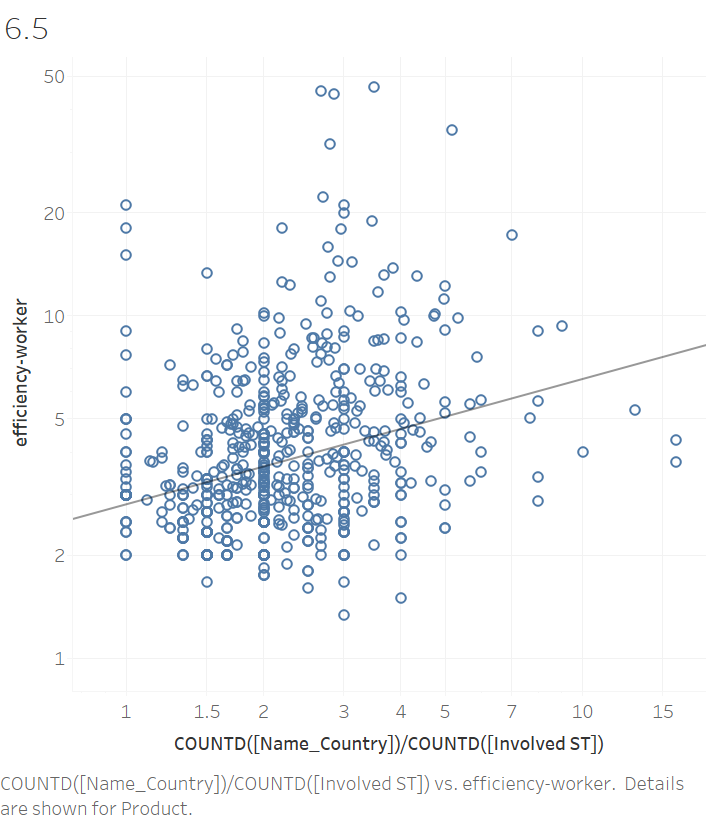 6.5
50
20
10
5
2
1
efficiency-worker
1 1.5 2 3 4 5 7 10 15
COUNTD([Name_Country])/COUNTD([Involved ST])
COUNTD([Name_Country])/COUNTD([Involved ST]) vs. efficiency-worker.  Details
are shown for Product.